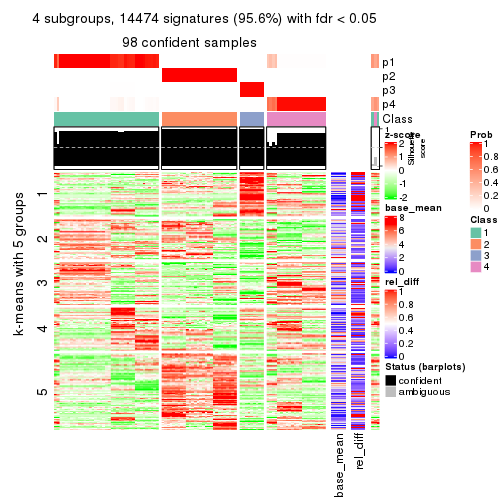 4 subgroups, 14474 signatures (95.6%) with fdr < 0.05
98 confident samples
p1
p2
p3
p4
Class
k-means with 5 groups
1
2
3
4
5
base_mean
rel_diff
z-score
2
1
0
-1
-2
Silhouette
score
1
base_mean
8
6
4
2
0
rel_diff
1
0.8
0.6
0.4
0.2
0
Status (barplots)
confident
ambiguous
Prob
1
0.8
0.6
0.4
0.2
0
Class
1
2
3
4